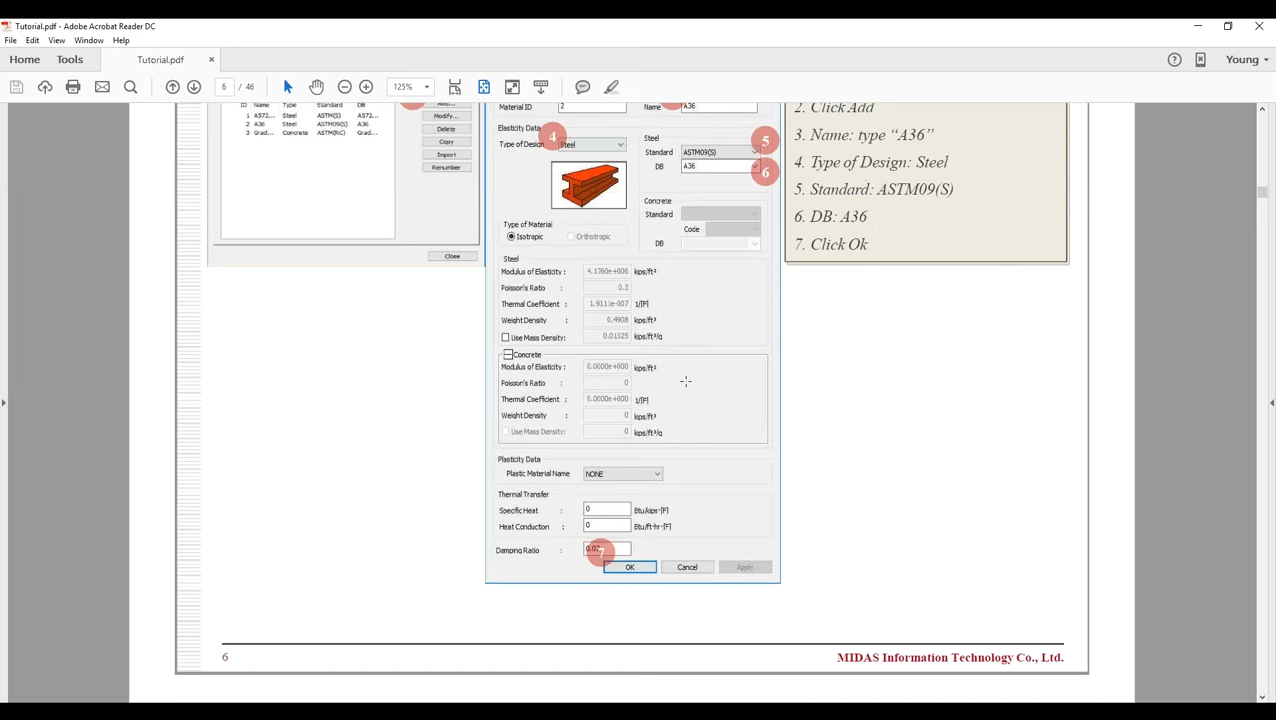 Tutorial.pdf - Adobe Acrobat Reader DC
File Edit View Window Help
Home Tools Tutorial.pdf × Young
6 / 46 125%
ID Name Type Standard DB
1 A572... Steel ASTM(S) A572...
2 A36 Steel ASTM09(S) A36
3 Grad... Concrete ASTM(RC) Grad...
Modify...
Delete
Copy
Import
Renumber
Close
Material ID 2 Name A36
Elasticity Data
4
Type of Design Steel
Steel
5
Standard ASTM09(S)
DB A36
6
Concrete
Standard
Code
DB
Type of Material
Isotropic Orthotropic
Steel
Modulus of Elasticity : 4.1760e+006 kips/ft²
Poisson's Ratio : 0.3
Thermal Coefficient : 1.9111e-007 1/[F]
Weight Density : 0.4908 kips/ft³
Use Mass Density: 0.01525 kips/ft³/g
Concrete
Modulus of Elasticity : 0.0000e+000 kips/ft²
Poisson's Ratio : 0
Thermal Coefficient : 0.0000e+000 1/[F]
Weight Density : 0 kips/ft³
Use Mass Density: 0 kips/ft³/g
Plasticity Data
Plastic Material Name NONE
Thermal Transfer
Specific Heat : 0 Btu/kips·[F]
Heat Conduction : 0 Btu/ft·hr·[F]
Damping Ratio : 0.02
7
OK Cancel Apply
2. Click Add
3. Name: type “A36”
4. Type of Design: Steel
5. Standard: ASTM09(S)
6. DB: A36
7. Click Ok
6 MIDAS Information Technology Co., Ltd.